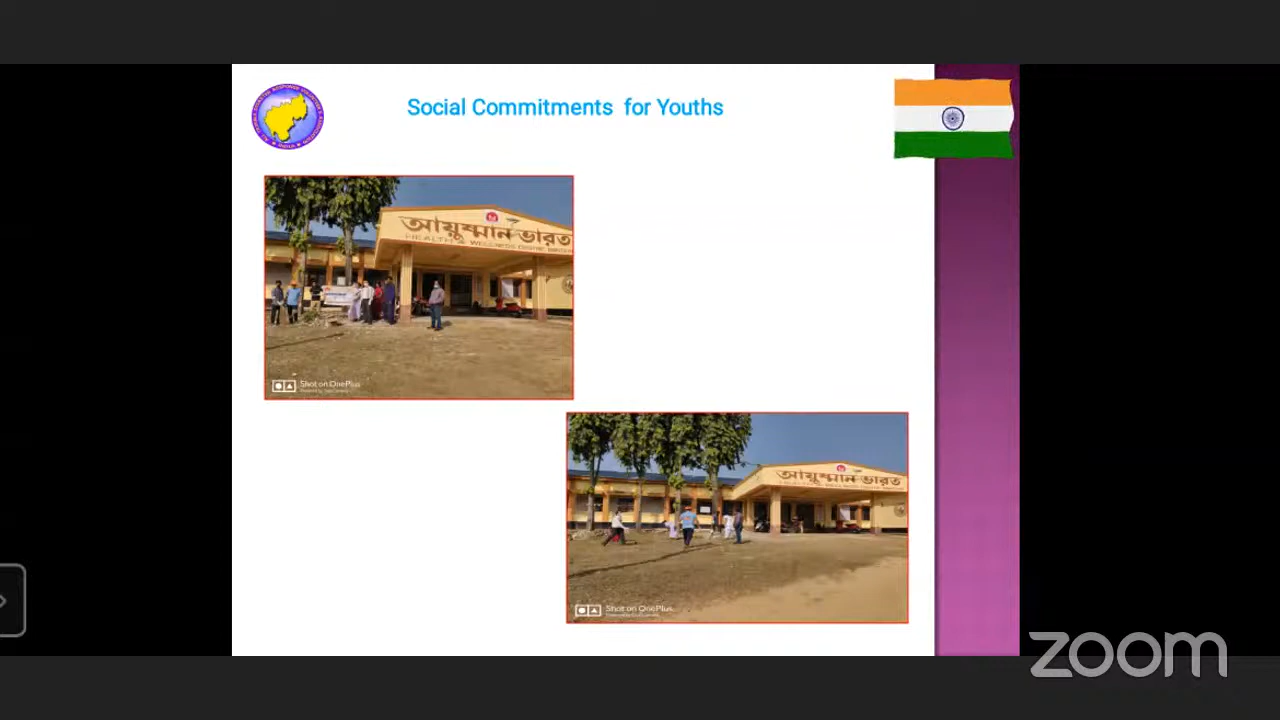 Social Commitments for Youths
আয়ুষ্মান ভারত
HEALTH & WELLNESS CENTRE
Shot on OnePlus
আয়ুষ্মান ভারত
Shot on OnePlus
zoom